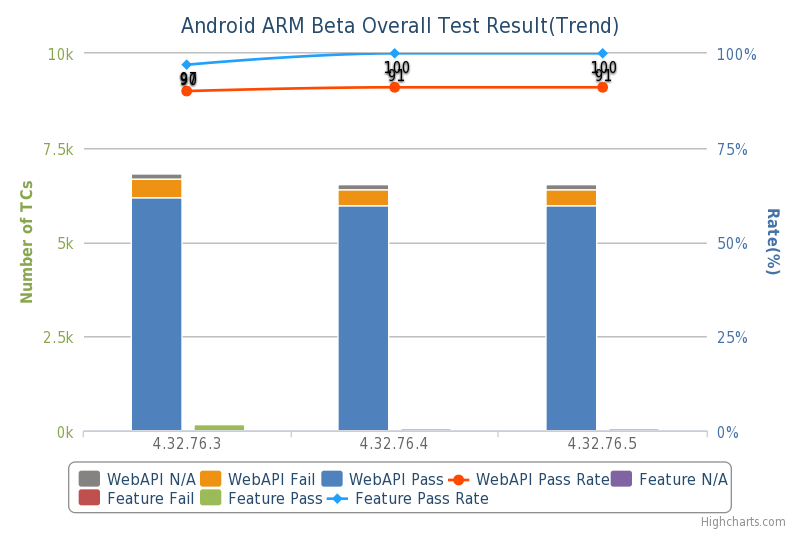 Android ARM Beta Overall Test Result(Trend)
10k
100%
97
90
100
91
100
91
7.5k
75%
Number of TCs
Rate(%)
5k
50%
2.5k
25%
0k
0%
4.32.76.3
4.32.76.4
4.32.76.5
WebAPI N/A WebAPI Fail WebAPI Pass WebAPI Pass Rate Feature N/A
Feature Fail Feature Pass Feature Pass Rate
Highcharts.com